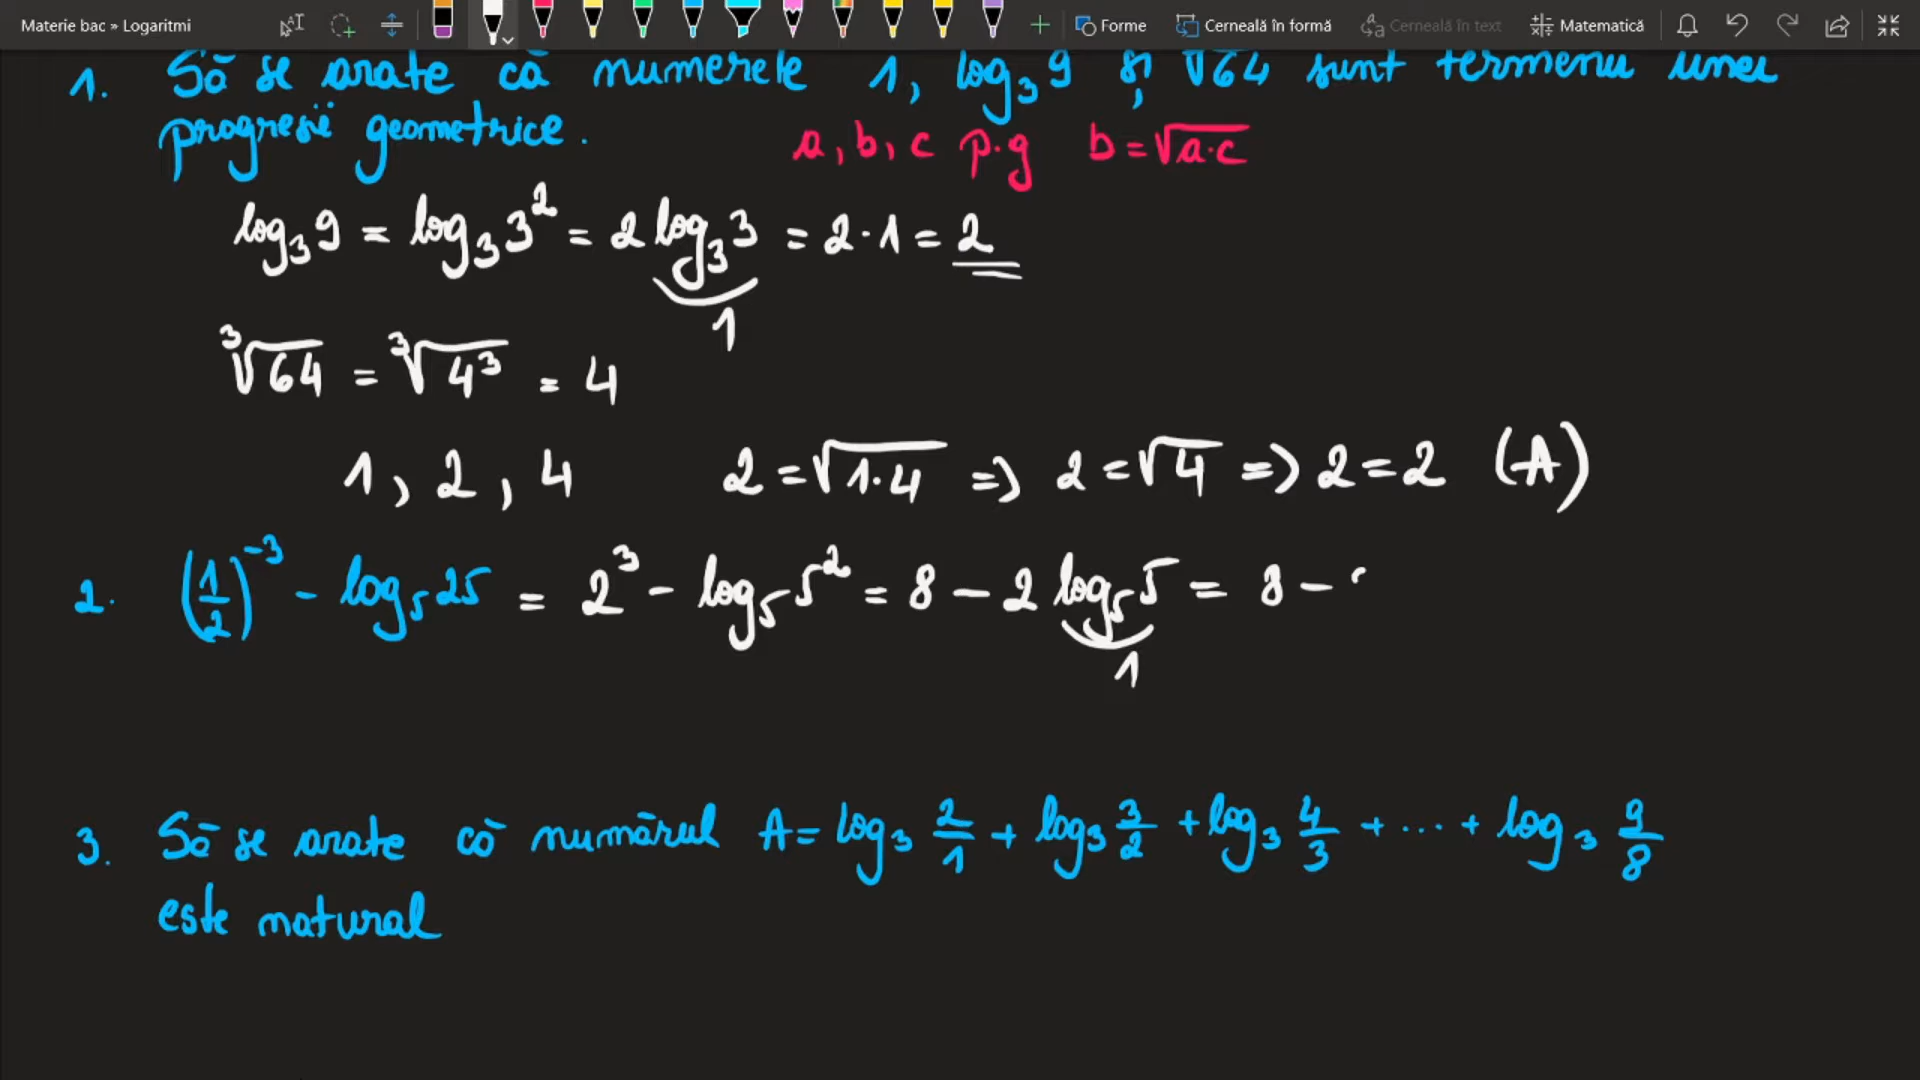 Materie bac » Logaritmi Forme Cerneală în formă Cerneală în text Matematică
1. Să se arate că numerele 1, log₃9 și ∛64 sunt termenii unei
progresii geometrice. a, b, c p.g b = √a·c
log₃9 = log₃3² = 2 log₃3 = 2·1 = 2
1
∛64 = ∛4³ = 4
1, 2, 4 2 = √1·4 => 2 = √4 => 2 = 2 (A)
2. (1/2)⁻³ - log₅25 = 2³ - log₅5² = 8 - 2 log₅5 = 8 -
1
3. Să se arate că numărul A = log₃ 2/1 + log₃ 3/2 + log₃ 4/3 + ... + log₃ 9/8
este natural